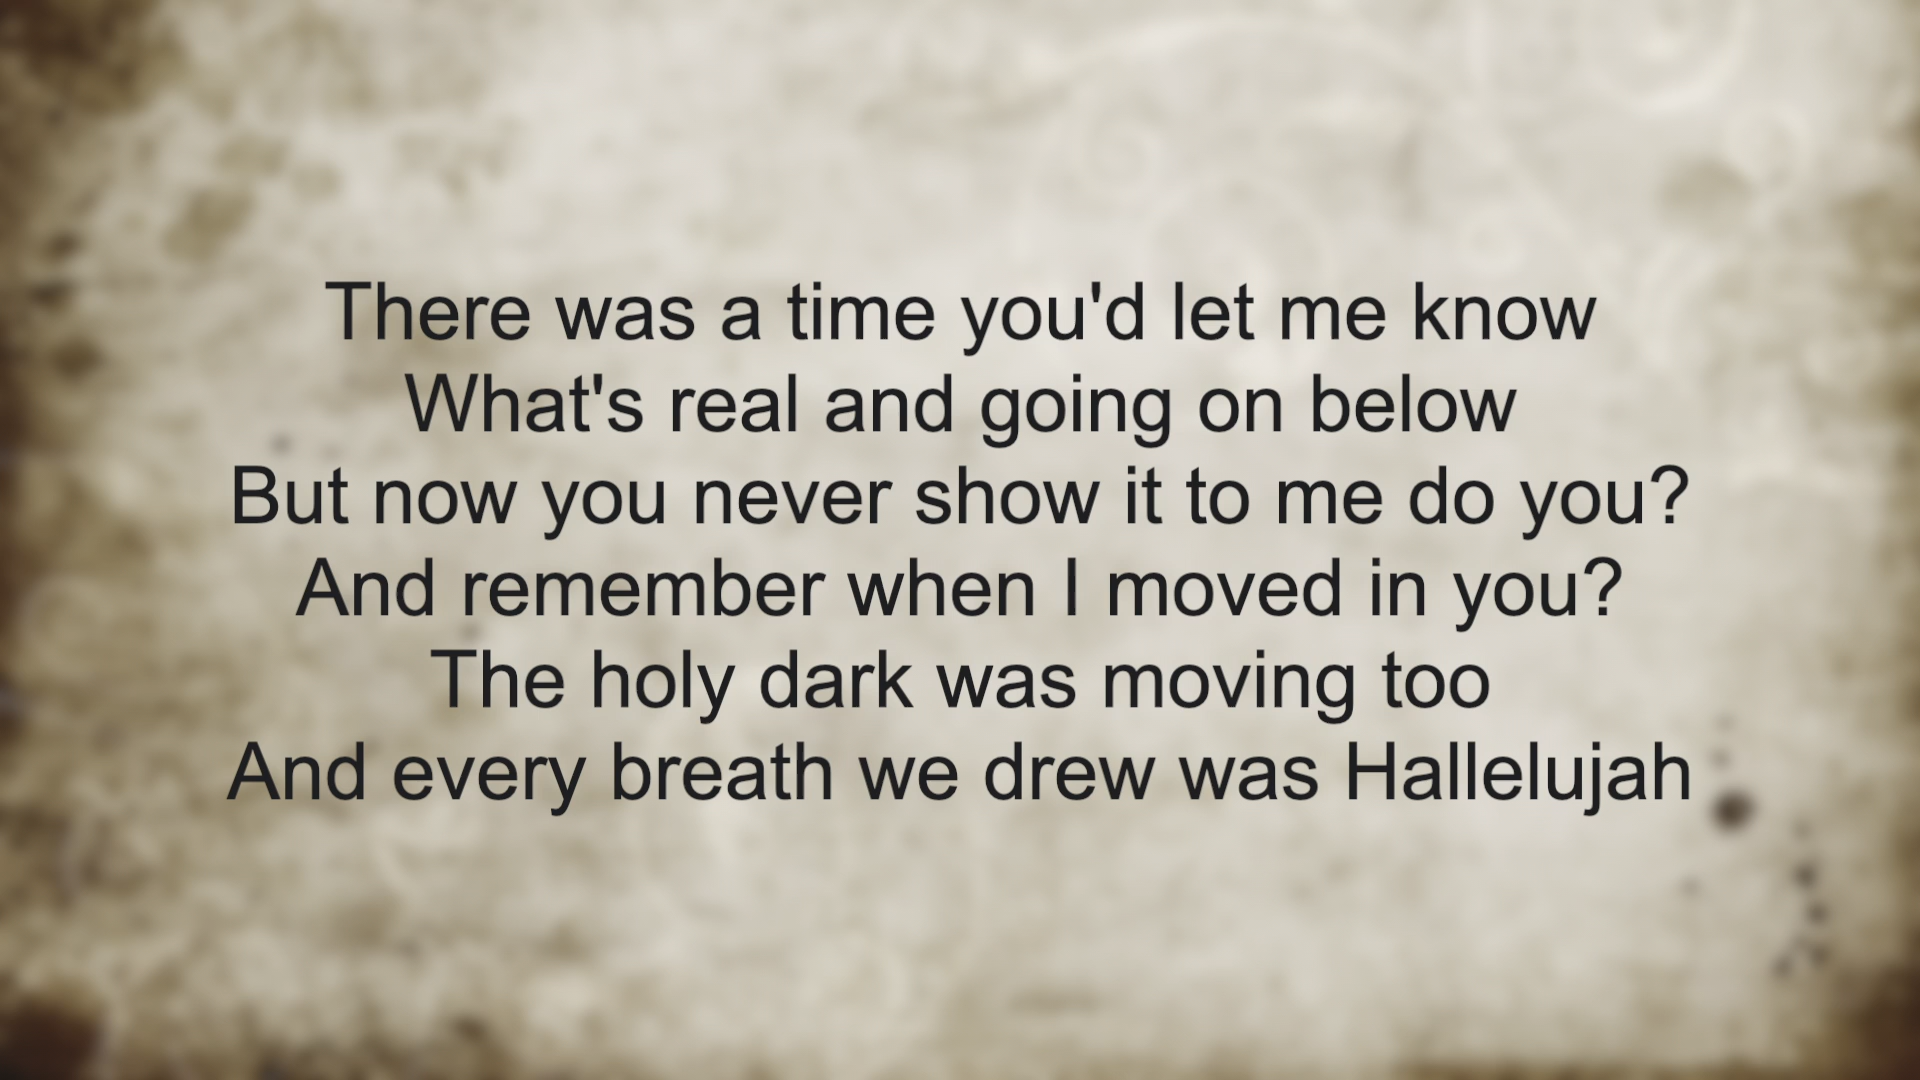 There was a time you'd let me know
What's real and going on below
But now you never show it to me do you?
And remember when I moved in you?
The holy dark was moving too
And every breath we drew was Hallelujah